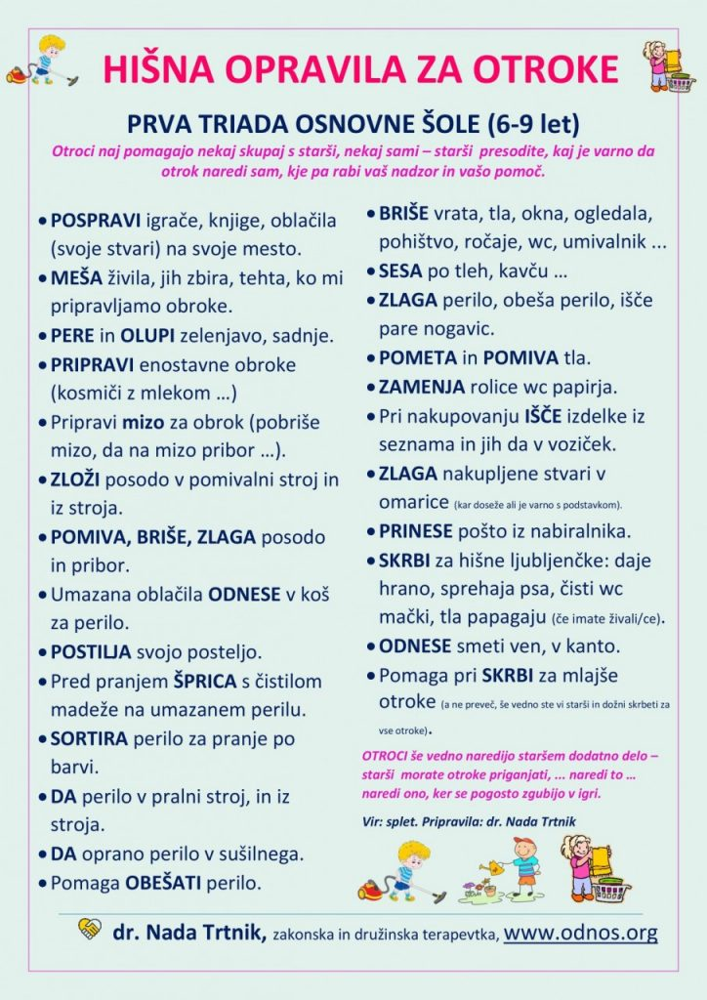 HIŠNA OPRAVILA ZA OTROKE
PRVA TRIADA OSNOVNE ŠOLE (6-9 let)
Otroci naj pomagajo nekaj skupaj s starši, nekaj sami – starši presodite, kaj je varno da
otrok naredi sam, kje pa rabi vaš nadzor in vašo pomoč.
• POSPRAVI igrače, knjige, oblačila
(svoje stvari) na svoje mesto.
• MEŠA živila, jih zbira, tehta, ko mi
pripravljamo obroke.
• PERE in OLUPI zelenjavo, sadnje.
• PRIPRAVI enostavne obroke
(kosmiči z mlekom …)
• Pripravi mizo za obrok (pobriše
mizo, da na mizo pribor …).
• ZLOŽI posodo v pomivalni stroj in
iz stroja.
• POMIVA, BRIŠE, ZLAGA posodo
in pribor.
• Umazana oblačila ODNESE v koš
za perilo.
• POSTILJA svojo posteljo.
• Pred pranjem ŠPRICA s čistilom
madeže na umazanem perilu.
• SORTIRA perilo za pranje po
barvi.
• DA perilo v pralni stroj, in iz
stroja.
• DA oprano perilo v sušilnega.
• Pomaga OBEŠATI perilo.
• BRIŠE vrata, tla, okna, ogledala,
pohištvo, ročaje, wc, umivalnik ...
• SESA po tleh, kavču …
• ZLAGA perilo, obeša perilo, išče
pare nogavic.
• POMETA in POMIVA tla.
• ZAMENJA rolice wc papirja.
• Pri nakupovanju IŠČE izdelke iz
seznama in jih da v voziček.
• ZLAGA nakupljene stvari v
omarice (kar doseže ali je varno s podstavkom).
• PRINESE pošto iz nabiralnika.
• SKRBI za hišne ljubljenčke: daje
hrano, sprehaja psa, čisti wc
mački, tla papagaju (če imate živali/ce).
• ODNESE smeti ven, v kanto.
• Pomaga pri SKRBI za mlajše
otroke (a ne preveč, še vedno ste vi starši in dožni skrbeti za
vse otroke).
OTROCI še vedno naredijo staršem dodatno delo –
starši morate otroke priganjati, ... naredi to …
naredi ono, ker se pogosto zgubijo v igri.
Vir: splet. Pripravila: dr. Nada Trtnik
dr. Nada Trtnik, zakonska in družinska terapevtka, www.odnos.org